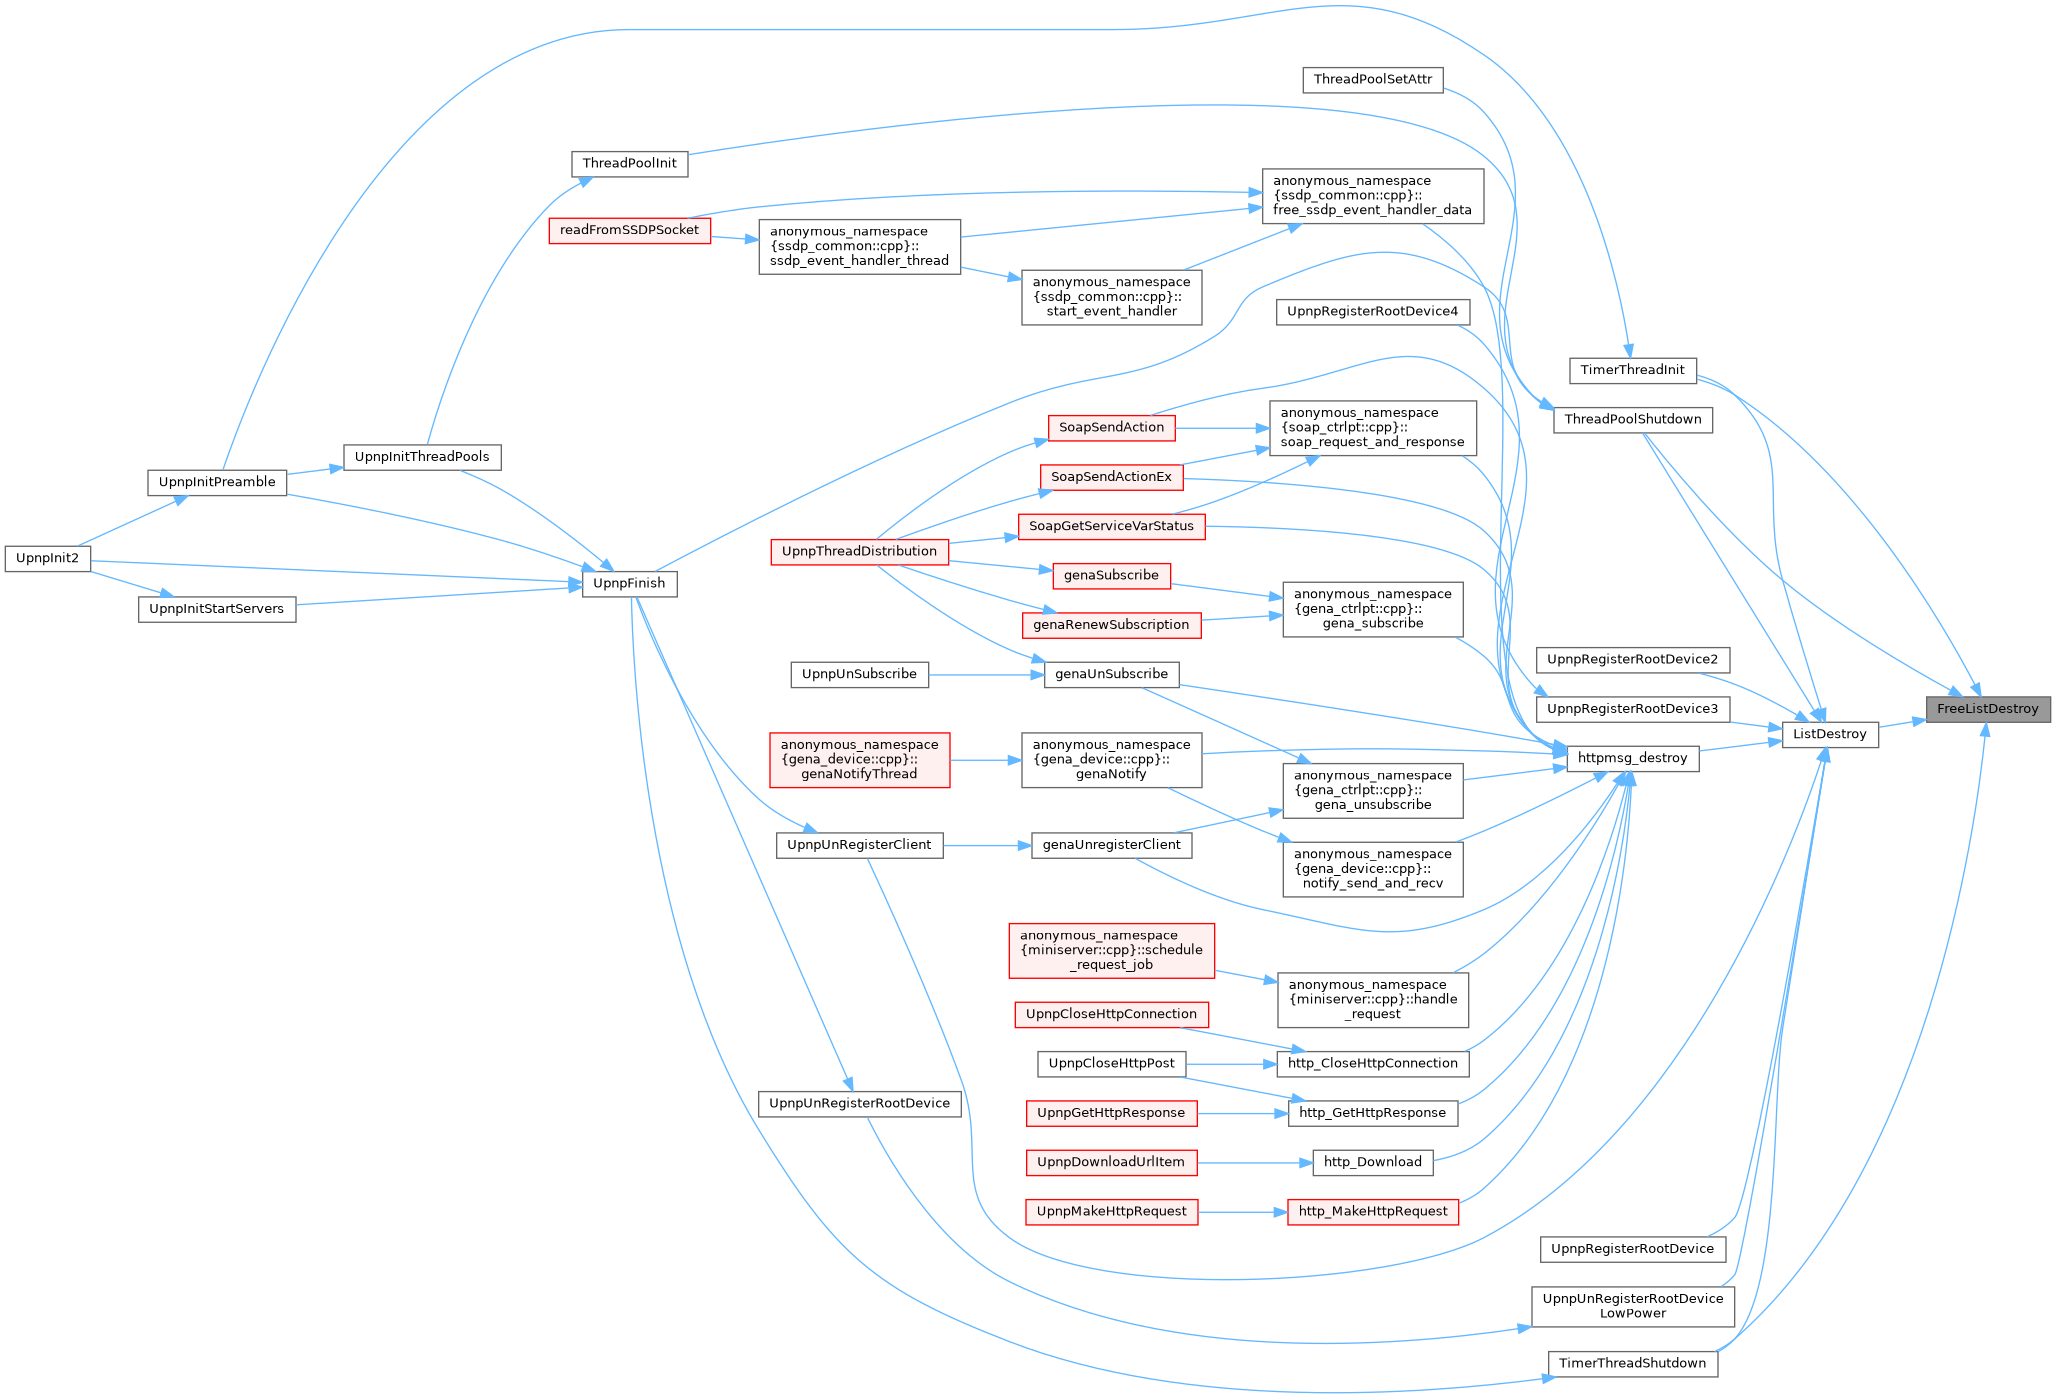 ThreadPoolSetAttr
ThreadPoolInit
anonymous_namespace
{ssdp_common::cpp}::
free_ssdp_event_handler_data
readFromSSDPSocket
anonymous_namespace
{ssdp_common::cpp}::
ssdp_event_handler_thread
anonymous_namespace
{ssdp_common::cpp}::
start_event_handler
UpnpRegisterRootDevice4
TimerThreadInit
ThreadPoolShutdown
SoapSendAction
anonymous_namespace
{soap_ctrlpt::cpp}::
soap_request_and_response
UpnpInitThreadPools
UpnpInitPreamble
SoapSendActionEx
SoapGetServiceVarStatus
UpnpThreadDistribution
UpnpInit2
UpnpFinish
genaSubscribe
UpnpInitStartServers
anonymous_namespace
{gena_ctrlpt::cpp}::
gena_subscribe
genaRenewSubscription
UpnpRegisterRootDevice2
UpnpUnSubscribe
genaUnSubscribe
UpnpRegisterRootDevice3
FreeListDestroy
ListDestroy
anonymous_namespace
{gena_device::cpp}::
genaNotifyThread
anonymous_namespace
{gena_device::cpp}::
genaNotify
httpmsg_destroy
anonymous_namespace
{gena_ctrlpt::cpp}::
gena_unsubscribe
UpnpUnRegisterClient
genaUnregisterClient
anonymous_namespace
{gena_device::cpp}::
notify_send_and_recv
anonymous_namespace
{miniserver::cpp}::schedule
_request_job
anonymous_namespace
{miniserver::cpp}::handle
_request
UpnpCloseHttpConnection
UpnpCloseHttpPost
http_CloseHttpConnection
UpnpUnRegisterRootDevice
UpnpGetHttpResponse
http_GetHttpResponse
UpnpDownloadUrlItem
http_Download
UpnpMakeHttpRequest
http_MakeHttpRequest
UpnpRegisterRootDevice
UpnpUnRegisterRootDevice
LowPower
TimerThreadShutdown